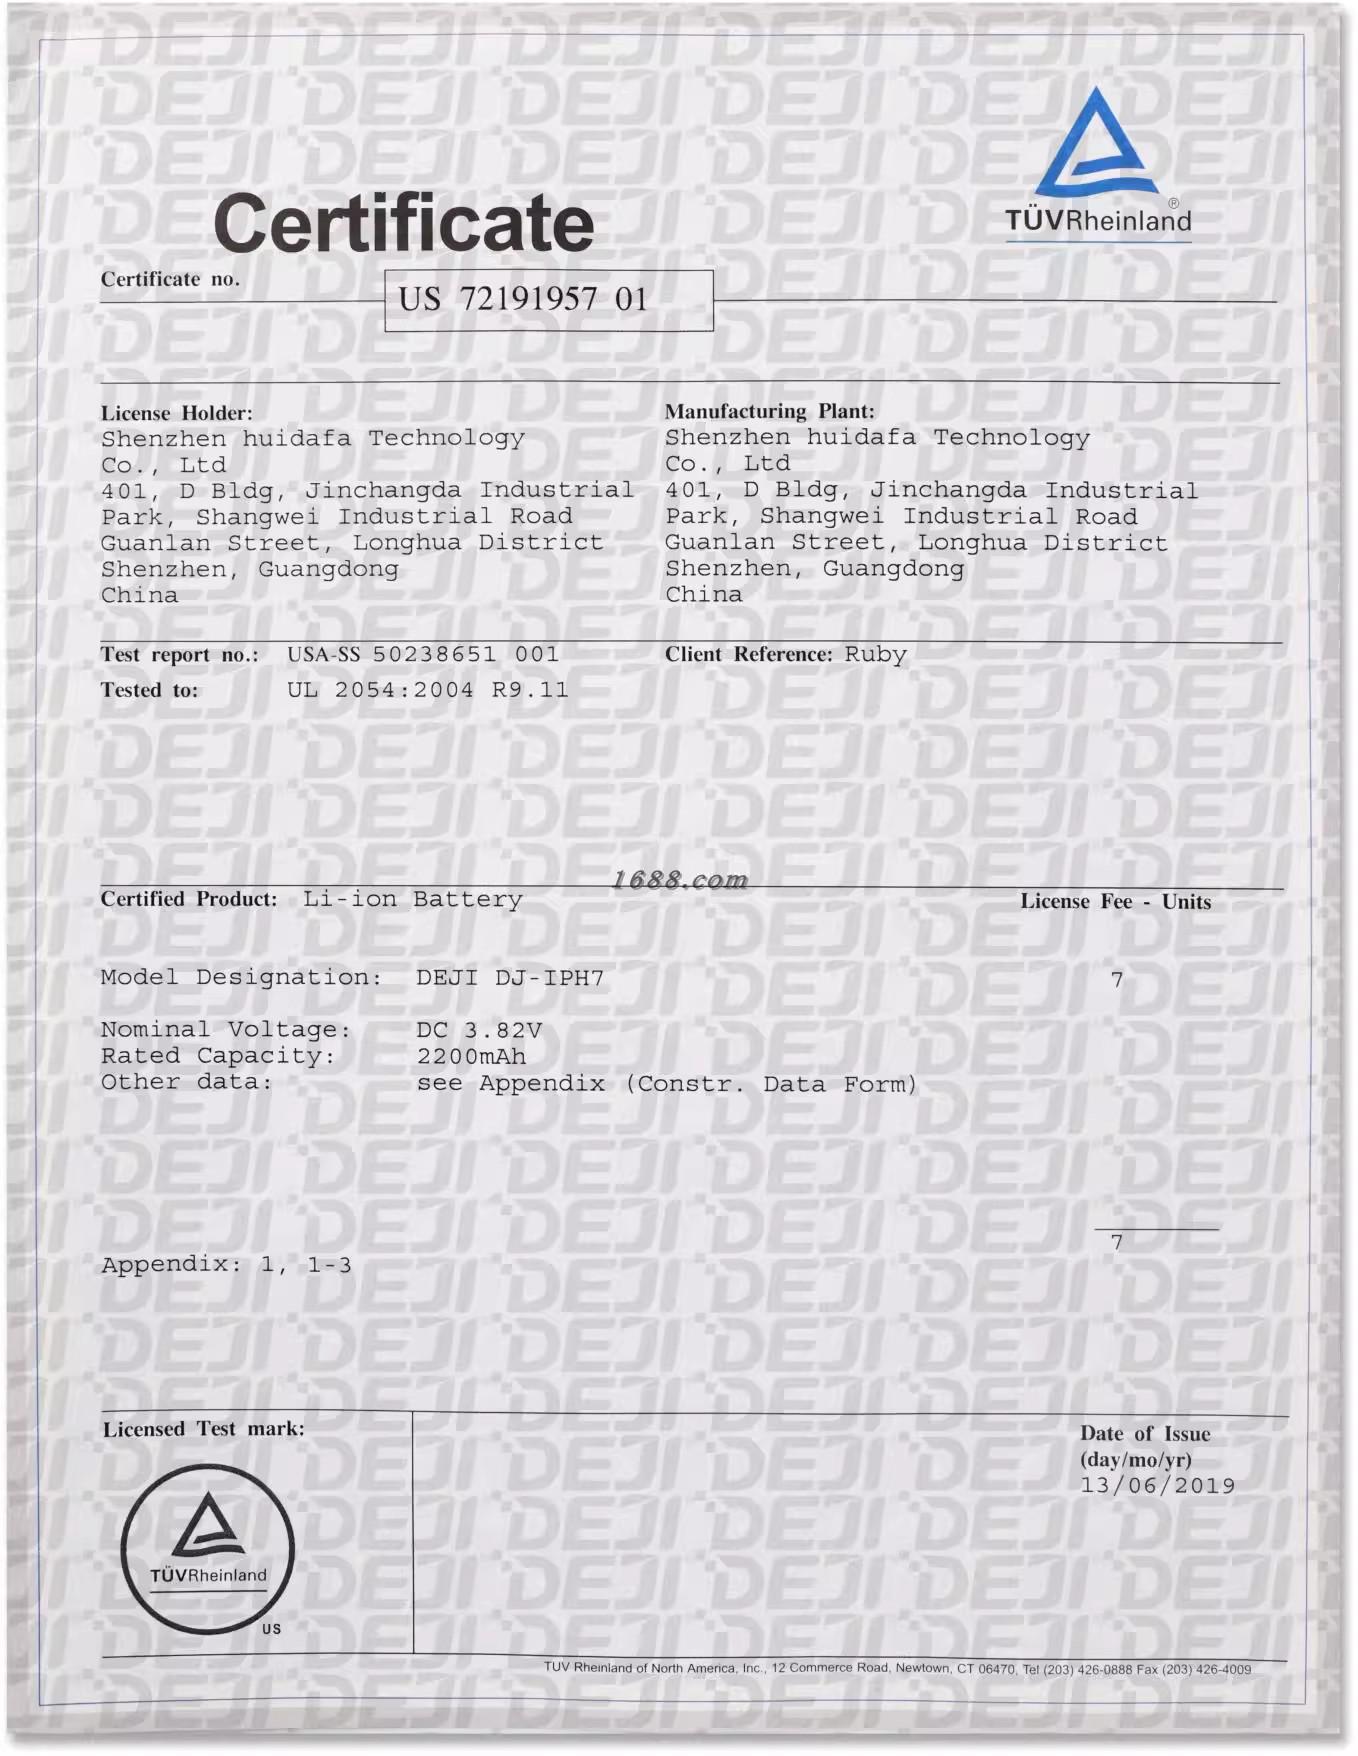 TÜVRheinland®
Certificate
Certificate no.
US 72191957 01
License Holder:
Shenzhen huidafa Technology
Co., Ltd
401, D Bldg, Jinchangda Industrial
Park, Shangwei Industrial Road
Guanlan Street, Longhua District
Shenzhen, Guangdong
China
Manufacturing Plant:
Shenzhen huidafa Technology
Co., Ltd
401, D Bldg, Jinchangda Industrial
Park, Shangwei Industrial Road
Guanlan Street, Longhua District
Shenzhen, Guangdong
China
Test report no.: USA-SS 50238651 001
Client Reference: Ruby
Tested to: UL 2054:2004 R9.11
1688.com
Certified Product: Li-ion Battery
License Fee - Units
Model Designation: DEJI DJ-IPH7
7
Nominal Voltage: DC 3.82V
Rated Capacity: 2200mAh
Other data: see Appendix (Constr. Data Form)
7
Appendix: 1, 1-3
Licensed Test mark:
TÜVRheinland
US
Date of Issue
(day/mo/yr)
13/06/2019
TUV Rheinland of North America, Inc., 12 Commerce Road, Newtown, CT 06470, Tel (203) 426-0888 Fax (203) 426-4009
DEJI